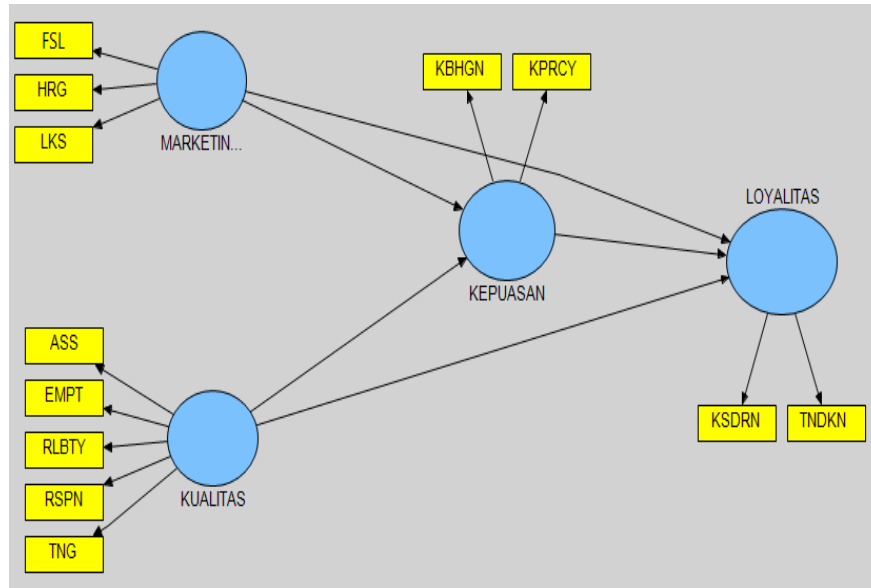 FSL
HRG
LKS
MARKETIN...
KBHGN
KPRCY
KEPUASAN
LOYALITAS
KSDRN
TNDKN
ASS
EMPT
RLBTY
RSPN
TNG
KUALITAS